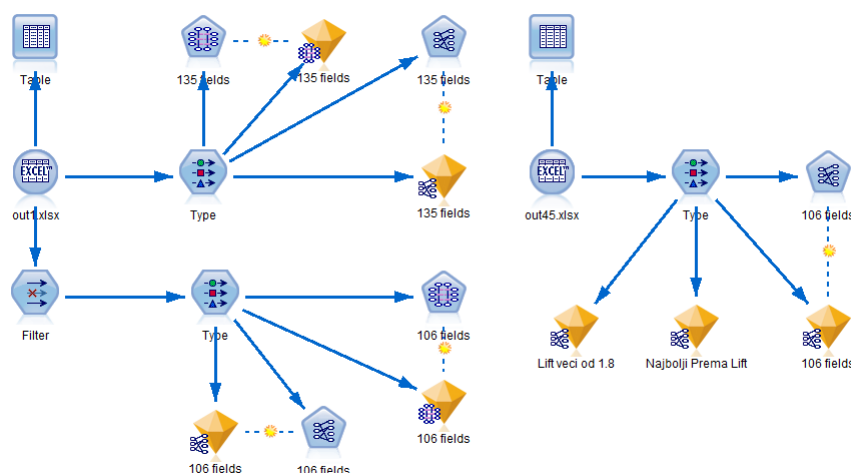 Table
135 fields
135 fields
135 fields
Table
EXCEL™
out1.xlsx
Type
135 fields
EXCEL™
out45.xlsx
Type
106 fields
Filter
Type
106 fields
Lift veci od 1.8
Najbolji Prema Lift
106 fields
106 fields
106 fields
106 fields